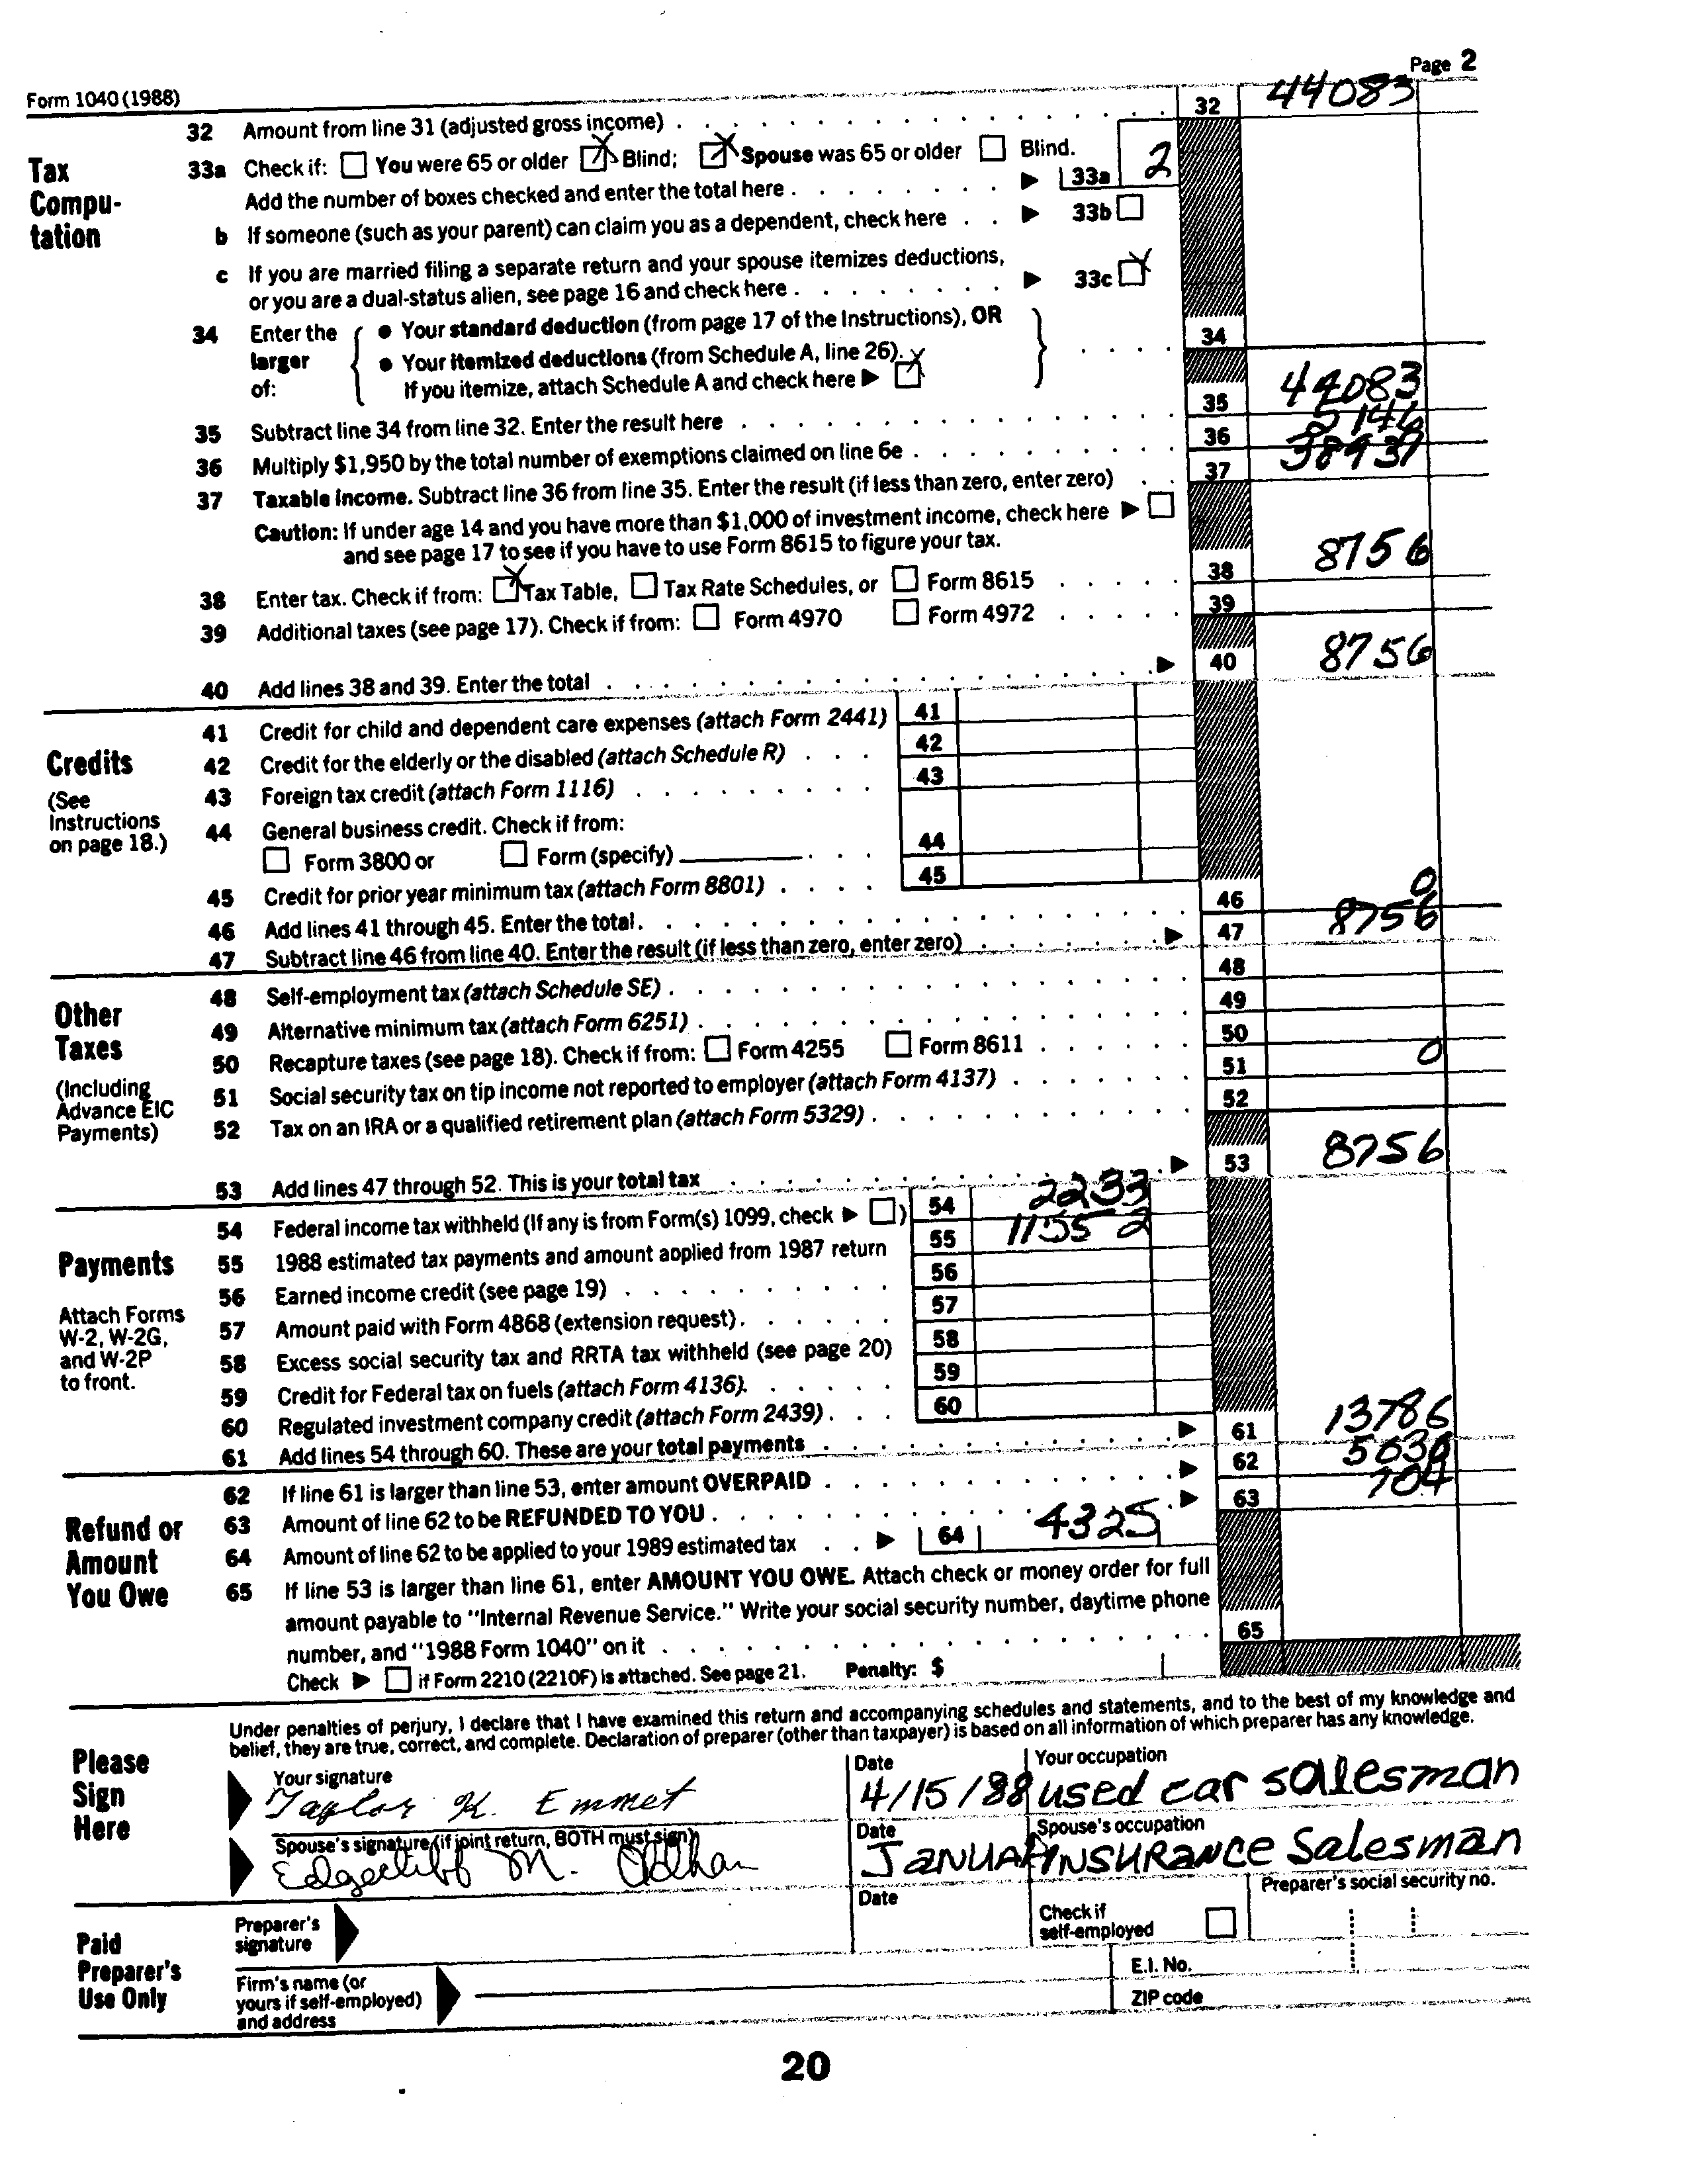 Form 1040 (1988) Page 2
Tax Computation
32 Amount from line 31 (adjusted gross income) 32 44083
33a Check if: You were 65 or older X Blind; X Spouse was 65 or older Blind.
Add the number of boxes checked and enter the total here 33a 2
b If someone (such as your parent) can claim you as a dependent, check here 33b
c If you are married filing a separate return and your spouse itemizes deductions,
or you are a dual-status alien, see page 16 and check here 33c X
34 Enter the larger of: • Your standard deduction (from page 17 of the Instructions), OR
• Your itemized deductions (from Schedule A, line 26). 34
If you itemize, attach Schedule A and check here X
35 Subtract line 34 from line 32. Enter the result here 35 44083
36 Multiply $1,950 by the total number of exemptions claimed on line 6e 36 5146
37 Taxable income. Subtract line 36 from line 35. Enter the result (if less than zero, enter zero) 37 38937
Caution: If under age 14 and you have more than $1,000 of investment income, check here
and see page 17 to see if you have to use Form 8615 to figure your tax.
38 Enter tax. Check if from: X Tax Table, Tax Rate Schedules, or Form 8615 38 8756
39 Additional taxes (see page 17). Check if from: Form 4970 Form 4972 39
40 Add lines 38 and 39. Enter the total 40 8756
Credits
(See Instructions on page 18.)
41 Credit for child and dependent care expenses (attach Form 2441) 41
42 Credit for the elderly or the disabled (attach Schedule R) 42
43 Foreign tax credit (attach Form 1116) 43
44 General business credit. Check if from:
Form 3800 or Form (specify) 44
45 Credit for prior year minimum tax (attach Form 8801) 45
46 Add lines 41 through 45. Enter the total 46 0
47 Subtract line 46 from line 40. Enter the result (if less than zero, enter zero) 47 8756
Other Taxes
(Including Advance EIC Payments)
48 Self-employment tax (attach Schedule SE) 48
49 Alternative minimum tax (attach Form 6251) 49
50 Recapture taxes (see page 18). Check if from: Form 4255 Form 8611 50
51 Social security tax on tip income not reported to employer (attach Form 4137) 51 0
52 Tax on an IRA or a qualified retirement plan (attach Form 5329) 52
53 Add lines 47 through 52. This is your total tax 53 8756
Payments
Attach Forms W-2, W-2G, and W-2P to front.
54 Federal income tax withheld (If any is from Form(s) 1099, check ) 54 2233
55 1988 estimated tax payments and amount applied from 1987 return 55 11552
56 Earned income credit (see page 19) 56
57 Amount paid with Form 4868 (extension request) 57
58 Excess social security tax and RRTA tax withheld (see page 20) 58
59 Credit for Federal tax on fuels (attach Form 4136) 59
60 Regulated investment company credit (attach Form 2439) 60
61 Add lines 54 through 60. These are your total payments 61 13786
Refund or Amount You Owe
62 If line 61 is larger than line 53, enter amount OVERPAID 62 5030
63 Amount of line 62 to be REFUNDED TO YOU 63 704
64 Amount of line 62 to be applied to your 1989 estimated tax 64 4325
65 If line 53 is larger than line 61, enter AMOUNT YOU OWE. Attach check or money order for full
amount payable to "Internal Revenue Service." Write your social security number, daytime phone
number, and "1988 Form 1040" on it 65
Check if Form 2210 (2210F) is attached. See page 21. Penalty: $
Please Sign Here
Under penalties of perjury, I declare that I have examined this return and accompanying schedules and statements, and to the best of my knowledge and
belief, they are true, correct, and complete. Declaration of preparer (other than taxpayer) is based on all information of which preparer has any knowledge.
Your signature Date Your occupation
Taylor K. Emmet 4/15/88 used car salesman
Spouse's signature (if joint return, BOTH must sign) Date Spouse's occupation
M. Oldhan INSURANCE Salesman
Paid Preparer's Use Only
Preparer's signature Date Check if self-employed Preparer's social security no.
Firm's name (or yours if self-employed) and address E.I. No.
ZIP code
20